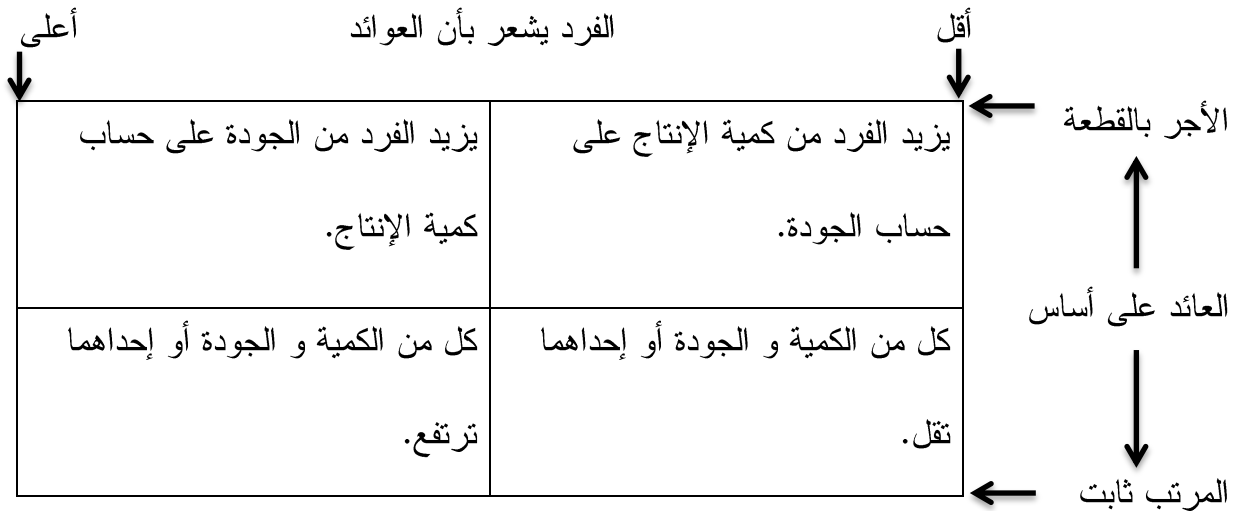 أقل الفرد يشعر بأن العوائد أعلى
الأجر بالقطعة
يزيد الفرد من كمية الإنتاج على
حساب الجودة.
يزيد الفرد من الجودة على حساب
كمية الإنتاج.
العائد على أساس
كل من الكمية و الجودة أو إحداهما
تقل.
كل من الكمية و الجودة أو إحداهما
ترتفع.
المرتب ثابت